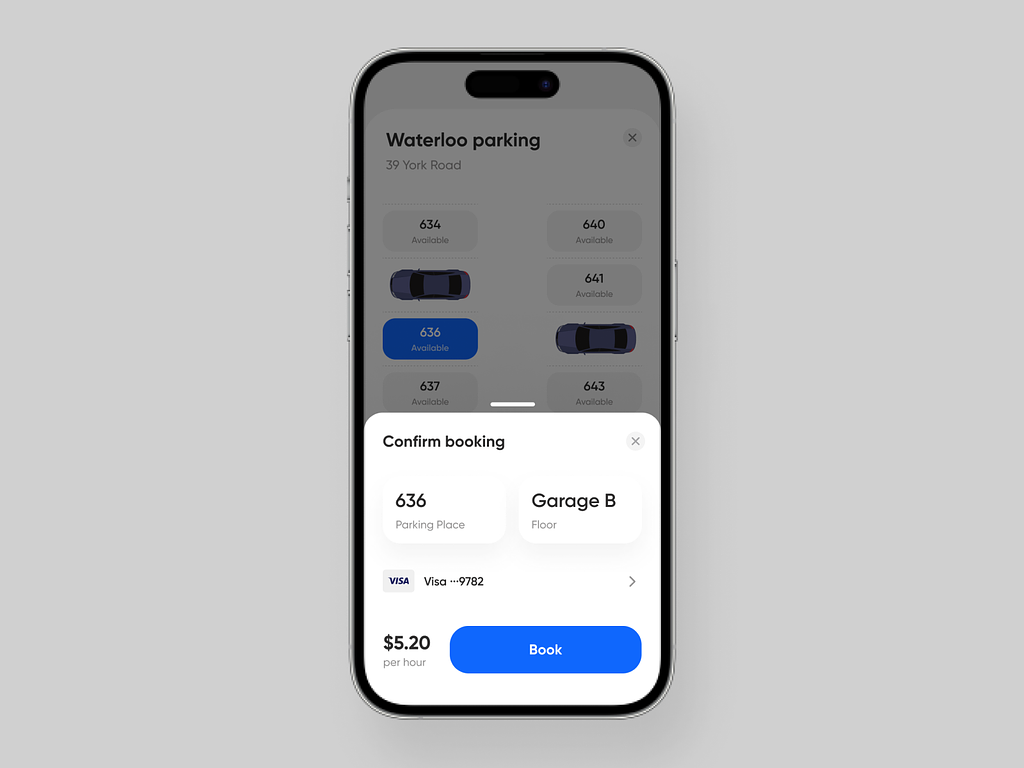 Waterloo parking
39 York Road
634
Available
640
Available
641
Available
636
Available
637
Available
643
Available
Confirm booking
636
Parking Place
Garage B
Floor
VISA
Visa ···9782
$5.20
per hour
Book